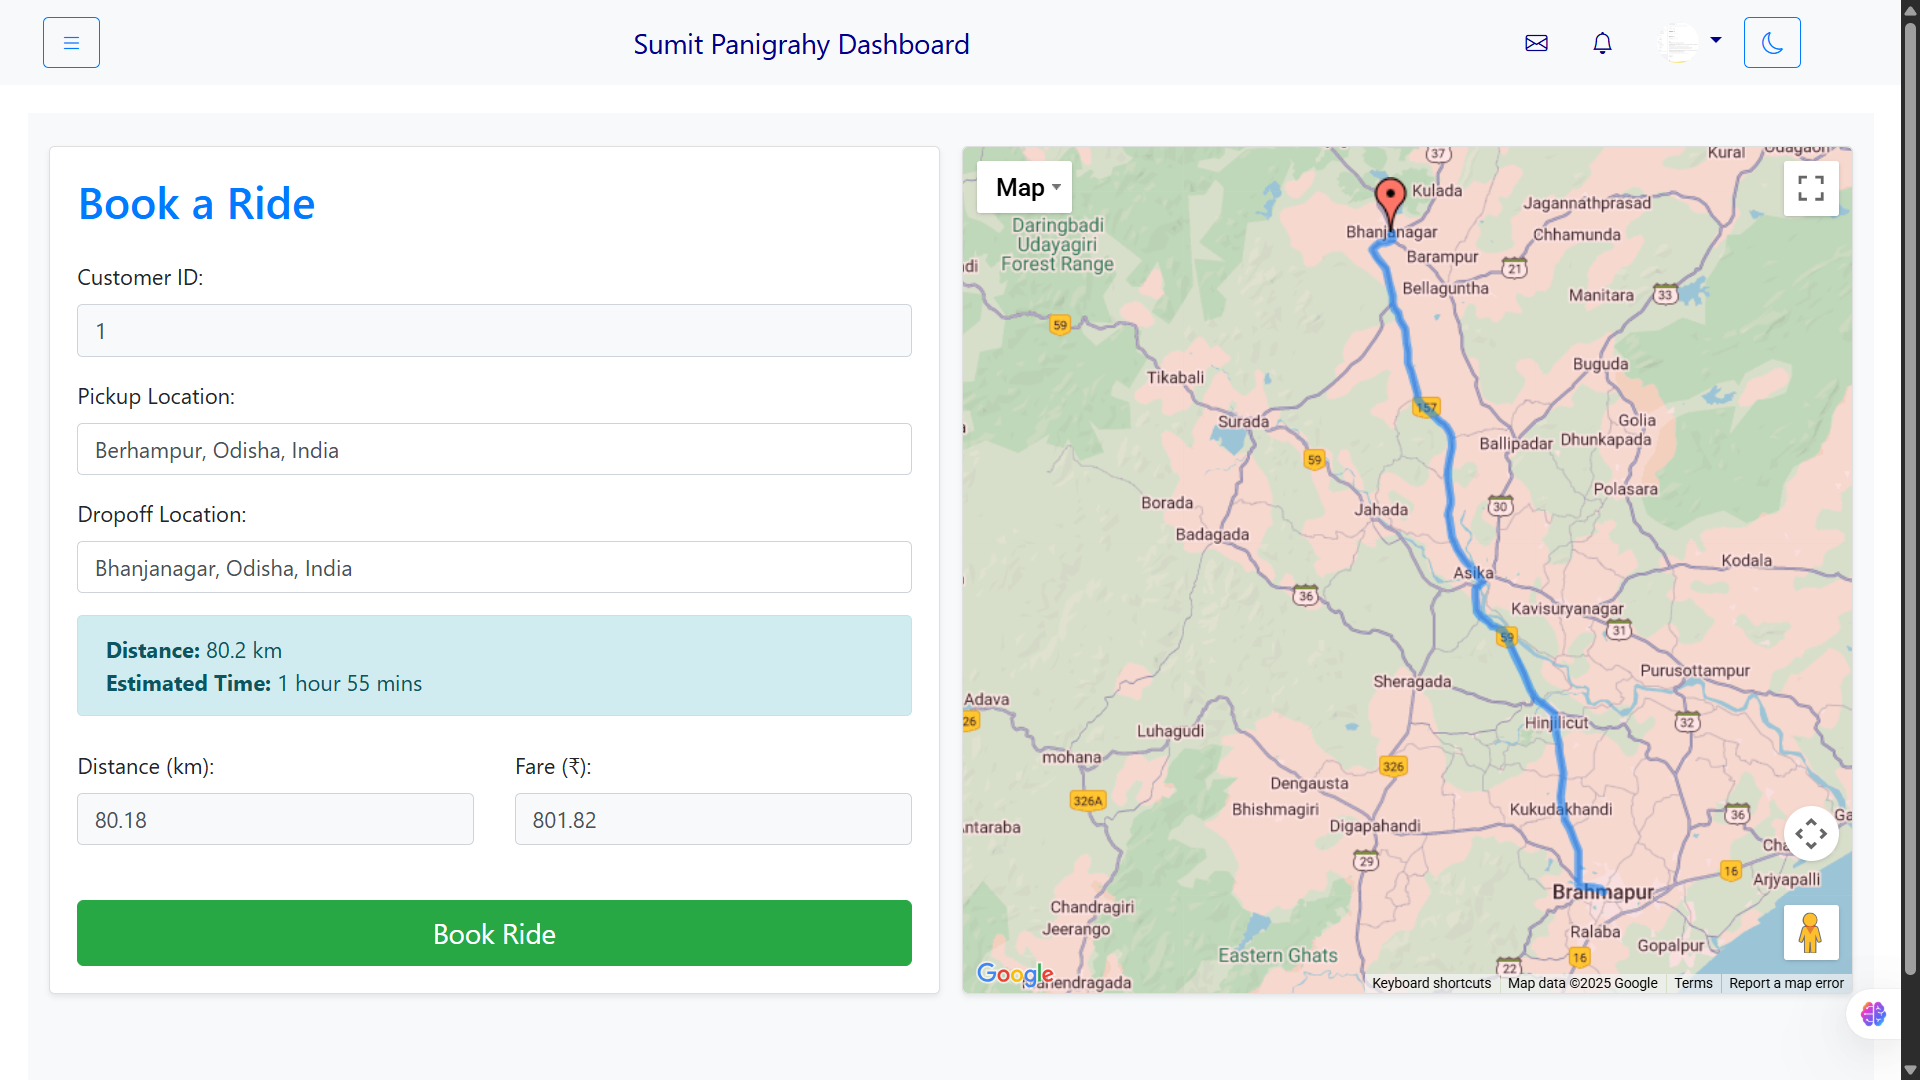 Sumit Panigrahy Dashboard
Book a Ride
Customer ID:
1
Pickup Location:
Berhampur, Odisha, India
Dropoff Location:
Bhanjanagar, Odisha, India
Distance: 80.2 km
Estimated Time: 1 hour 55 mins
Distance (km):
Fare (₹):
80.18
801.82
Book Ride
Map
37
Kural
Kulada
Jagannathprasad
Daringbadi
Udayagiri
Forest Range
Bhanjanagar
Chhamunda
Barampur
21
Bellaguntha
Manitara
33
59
Buguda
Tikabali
157
Surada
Golia
Ballipadar
Dhunkapada
59
Polasara
Borada
Jahada
30
Badagada
Kodala
Asika
36
Kavisuryanagar
31
59
Purusottampur
Sheragada
Adava
26
Hinjilicut
32
Luhagudi
mohana
326
Dengausta
326A
Bhishmagiri
Kukudakhandi
36
Digapahandi
29
16
Arjyapalli
Brahmapur
Chandragiri
Jeerango
Ralaba
Gopalpur
Eastern Ghats
16
22
Google
Keyboard shortcuts
Map data ©2025 Google
Terms
Report a map error